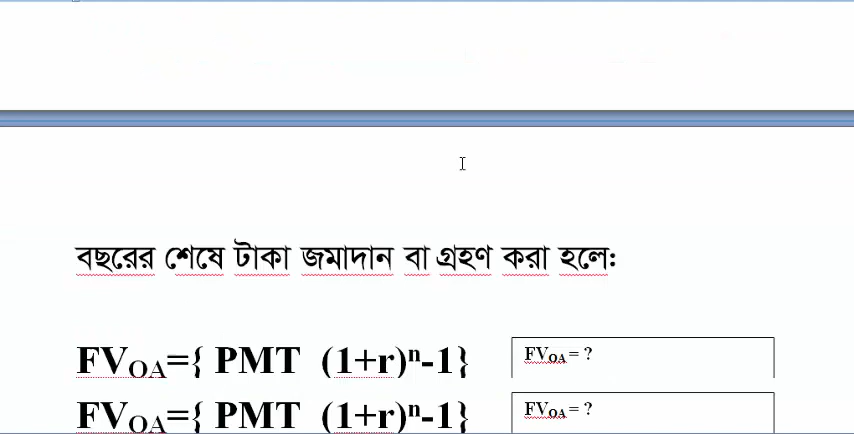 বছরের শেষে টাকা জমাদান বা গ্রহণ করা হলে:
FVOA={ PMT (1+r)ⁿ-1}
FVOA= ?
FVOA={ PMT (1+r)ⁿ-1}
FVOA= ?